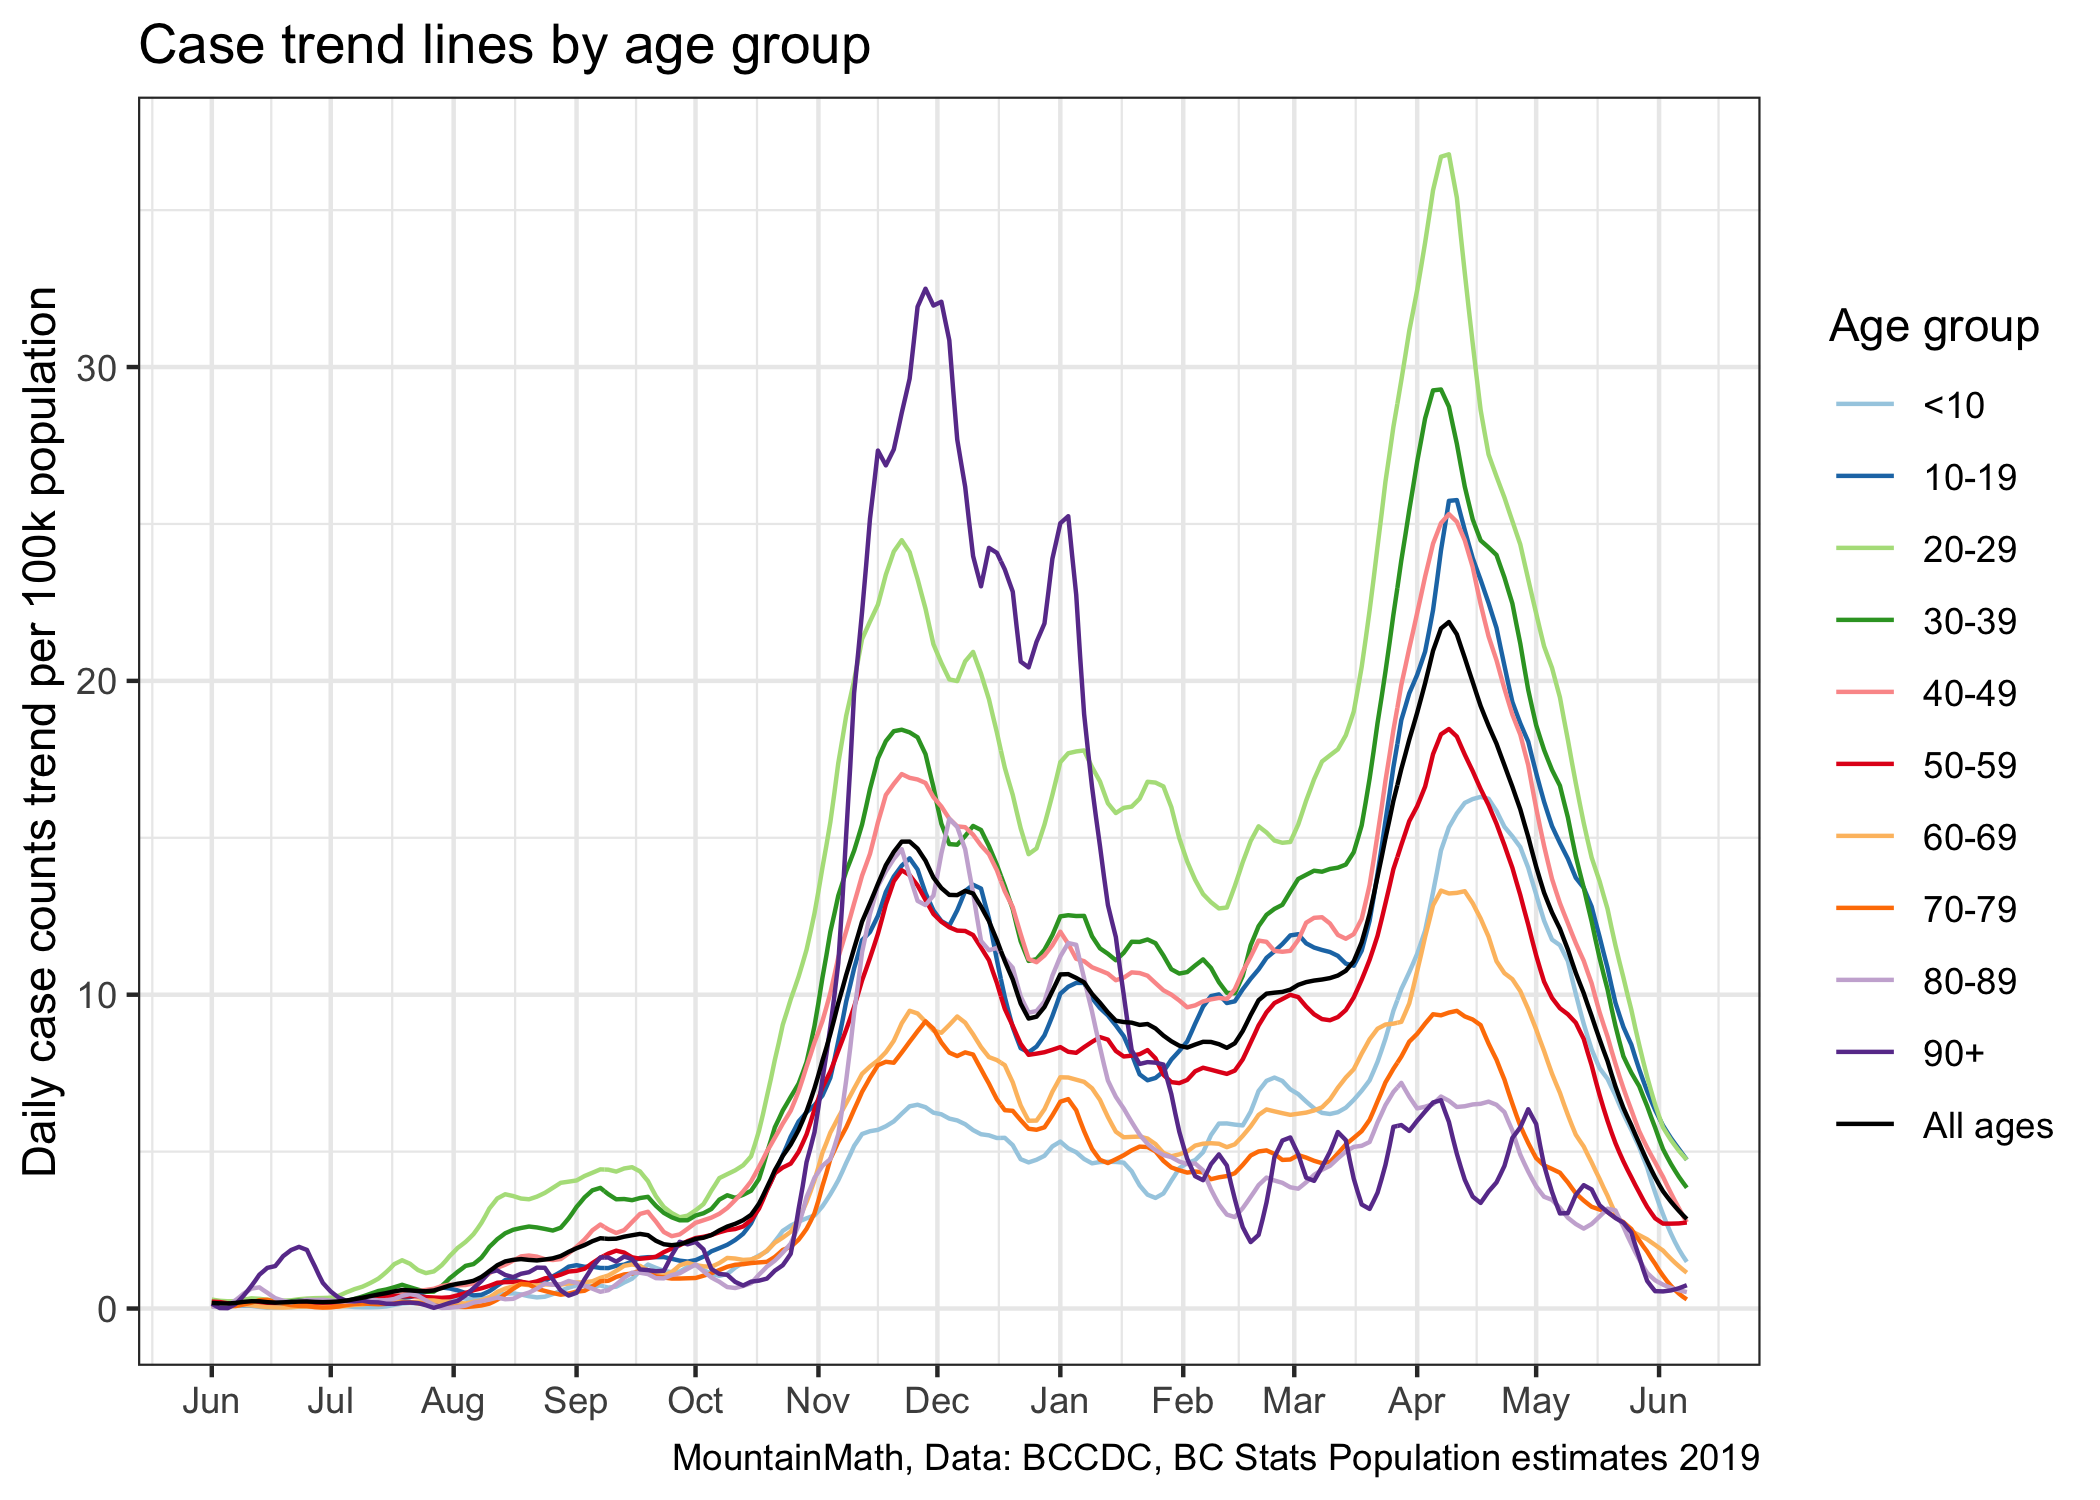 Case trend lines by age group
Daily case counts trend per 100k population
30
20
10
0
Jun Jul Aug Sep Oct Nov Dec Jan Feb Mar Apr May Jun
Age group
<10
10-19
20-29
30-39
40-49
50-59
60-69
70-79
80-89
90+
All ages
MountainMath, Data: BCCDC, BC Stats Population estimates 2019